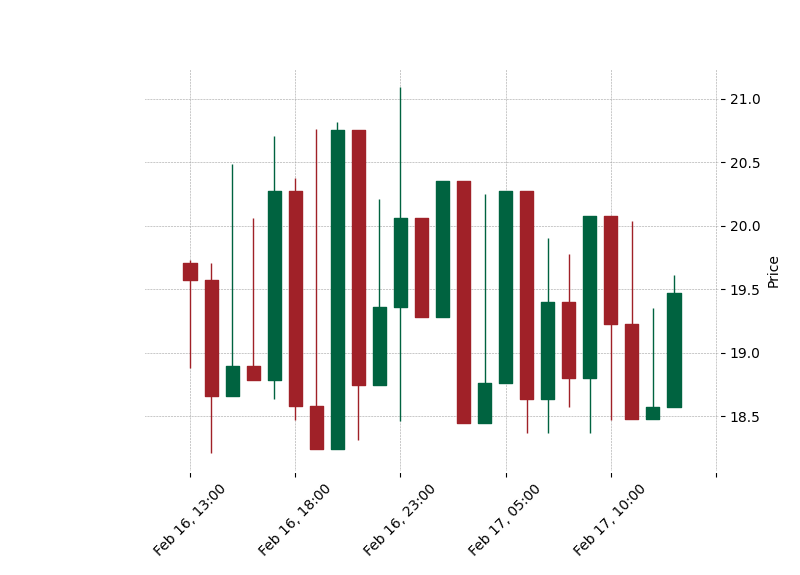 21.0
20.5
20.0
19.5
19.0
18.5
Price
Feb 16, 13:00
Feb 16, 18:00
Feb 16, 23:00
Feb 17, 05:00
Feb 17, 10:00